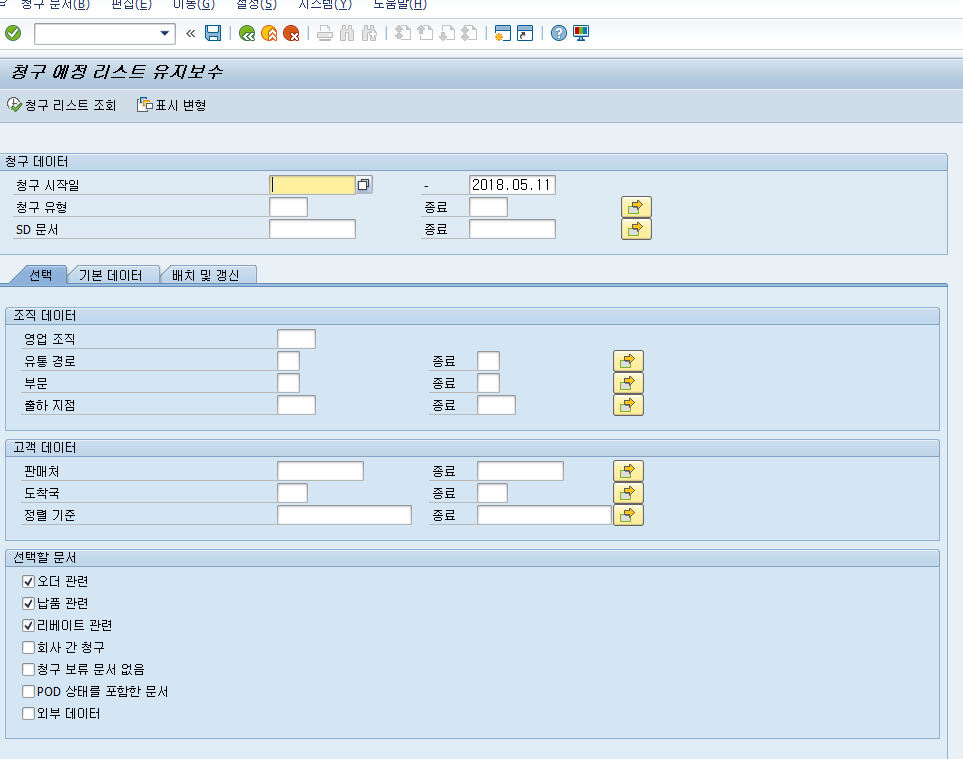 청구 문서(B) 편집(E) 이동(G) 설정(S) 시스템(Y) 도움말(H)
청구 예정 리스트 유지보수
청구 리스트 조회 표시 변형
청구 데이터
청구 시작일 - 2018.05.11
청구 유형 종료
SD 문서 종료
선택 기본 데이터 배치 및 갱신
조직 데이터
영업 조직
유통 경로 종료
부문 종료
출하 지점 종료
고객 데이터
판매처 종료
도착국 종료
정렬 기준 종료
선택할 문서
오더 관련
납품 관련
리베이트 관련
회사 간 청구
청구 보류 문서 없음
POD 상태를 포함한 문서
외부 데이터